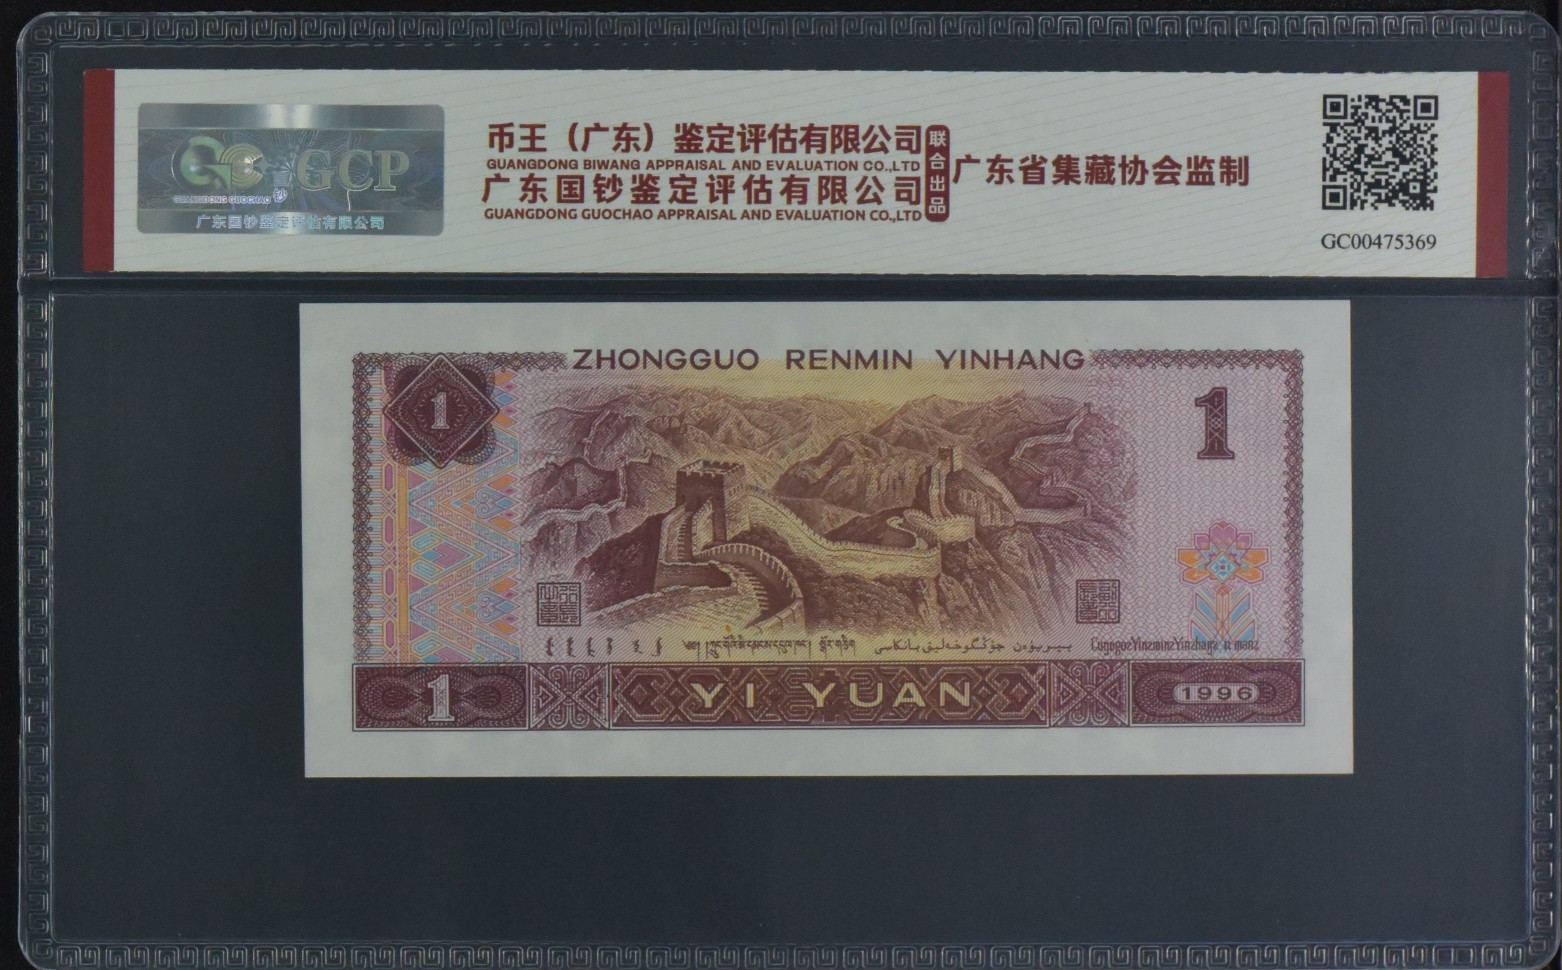 GCP
GUANGDONG GUOCHAO 钞
广东国钞鉴定评估有限公司
币王（广东）鉴定评估有限公司
GUANGDONG BIWANG APPRAISAL AND EVALUATION CO.,LTD
广东国钞鉴定评估有限公司
GUANGDONG GUOCHAO APPRAISAL AND EVALUATION CO.,LTD
联合出品
广东省集藏协会监制
GC00475369
ZHONGGUO RENMIN YINHANG
1
1
1
YI YUAN
1996